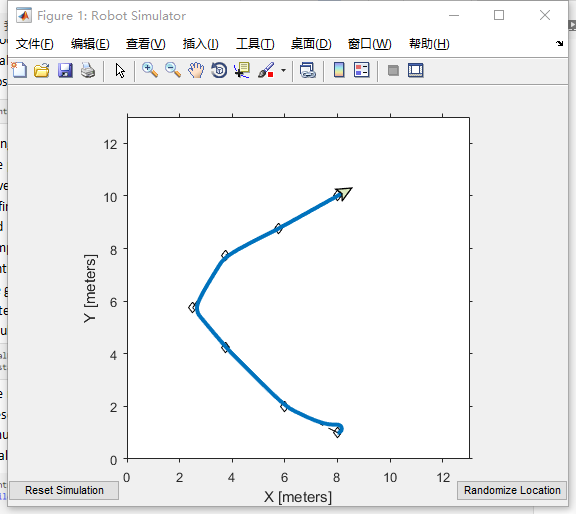 Figure 1: Robot Simulator
文件(F) 编辑(E) 查看(V) 插入(I) 工具(T) 桌面(D) 窗口(W) 帮助(H)
12
10
8
6
4
2
0
Y [meters]
0 2 4 6 8 10 12
X [meters]
Reset Simulation
Randomize Location